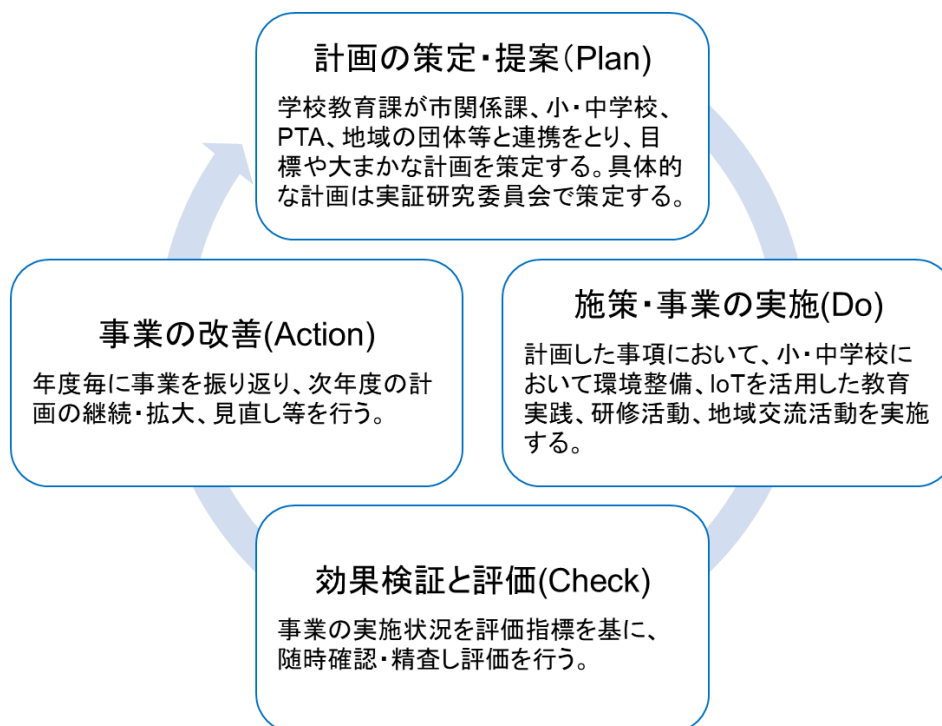 計画の策定・提案(Plan)
学校教育課が市関係課、小・中学校、
PTA、地域の団体等と連携をとり、目
標や大まかな計画を策定する。具体的
な計画は実証研究委員会で策定する。
施策・事業の実施(Do)
計画した事項において、小・中学校に
おいて環境整備、IoTを活用した教育
実践、研修活動、地域交流活動を実施
する。
効果検証と評価(Check)
事業の実施状況を評価指標を基に、
随時確認・精査し評価を行う。
事業の改善(Action)
年度毎に事業を振り返り、次年度の計
画の継続・拡大、見直し等を行う。